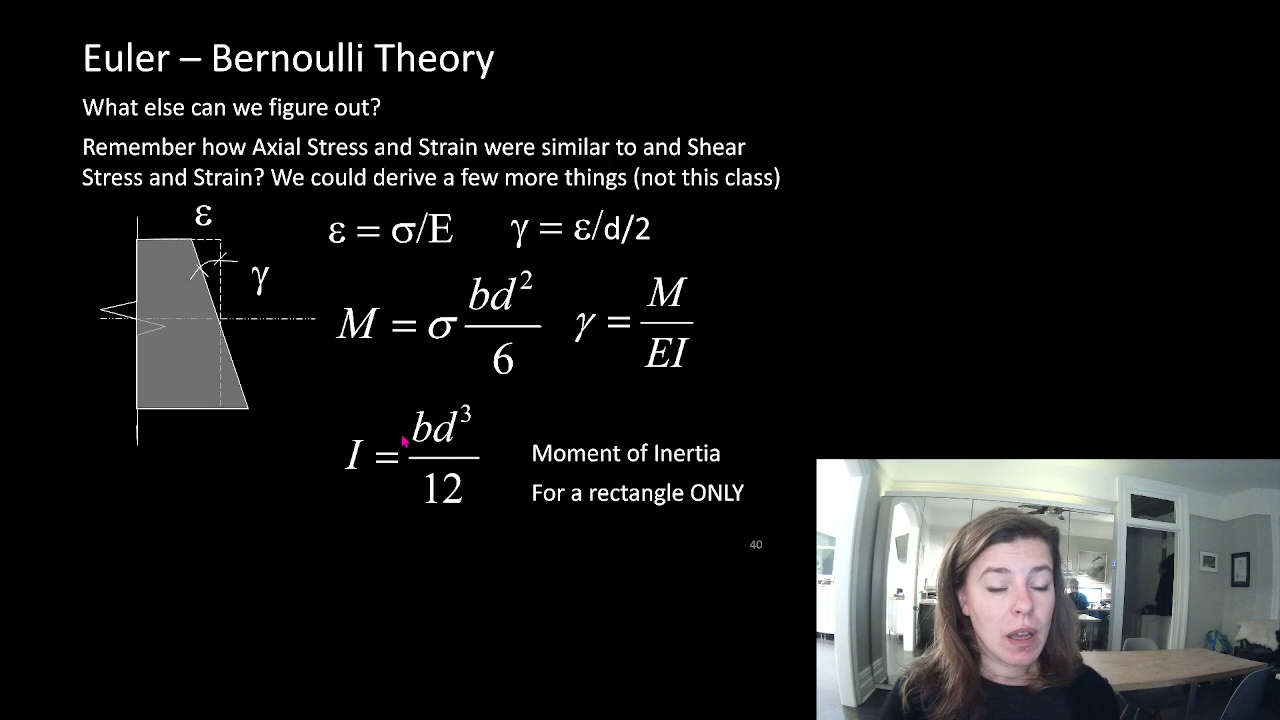 Euler – Bernoulli Theory
What else can we figure out?
Remember how Axial Stress and Strain were similar to and Shear
Stress and Strain? We could derive a few more things (not this class)
ε
ε = σ/E
γ = ε/d/2
γ
M = σ bd²/6
γ = M/EI
I = bd³/12
Moment of Inertia
For a rectangle ONLY
40